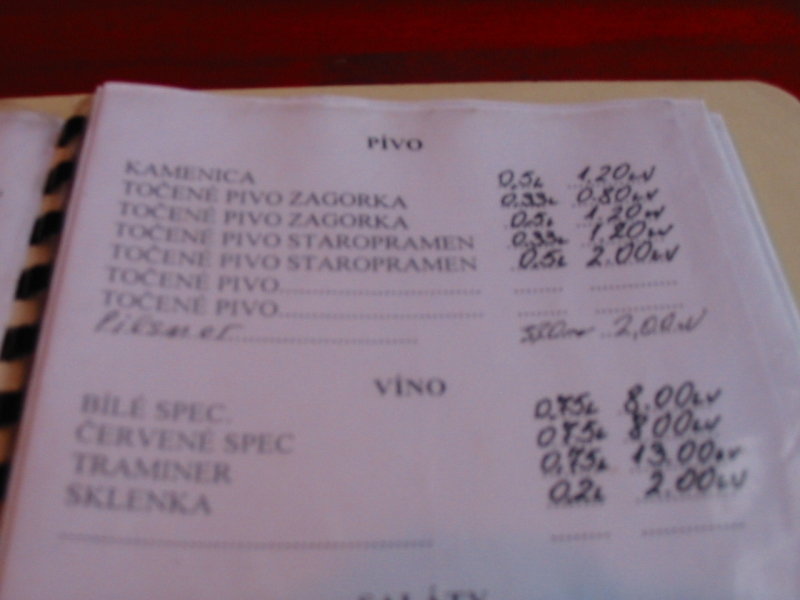 PIVO
KAMENICA 0,5L 1,20LV
TOČENÉ PIVO ZAGORKA 0.33L 0.80LV
TOČENÉ PIVO ZAGORKA 0,5L 1,20LV
TOČENÉ PIVO STAROPRAMEN 0.33L 1,20LV
TOČENÉ PIVO STAROPRAMEN 0.5L 2.00LV
TOČENÉ PIVO
TOČENÉ PIVO
Pilsner 2,00LV
VÍNO
BÍLÉ SPEC. 0,75L 8.00LV
ČERVENÉ SPEC 0,75L 8.00LV
TRAMINER 0,75L 13.00LV
SKLENKA 0.2L 2.00LV
SALÁTY